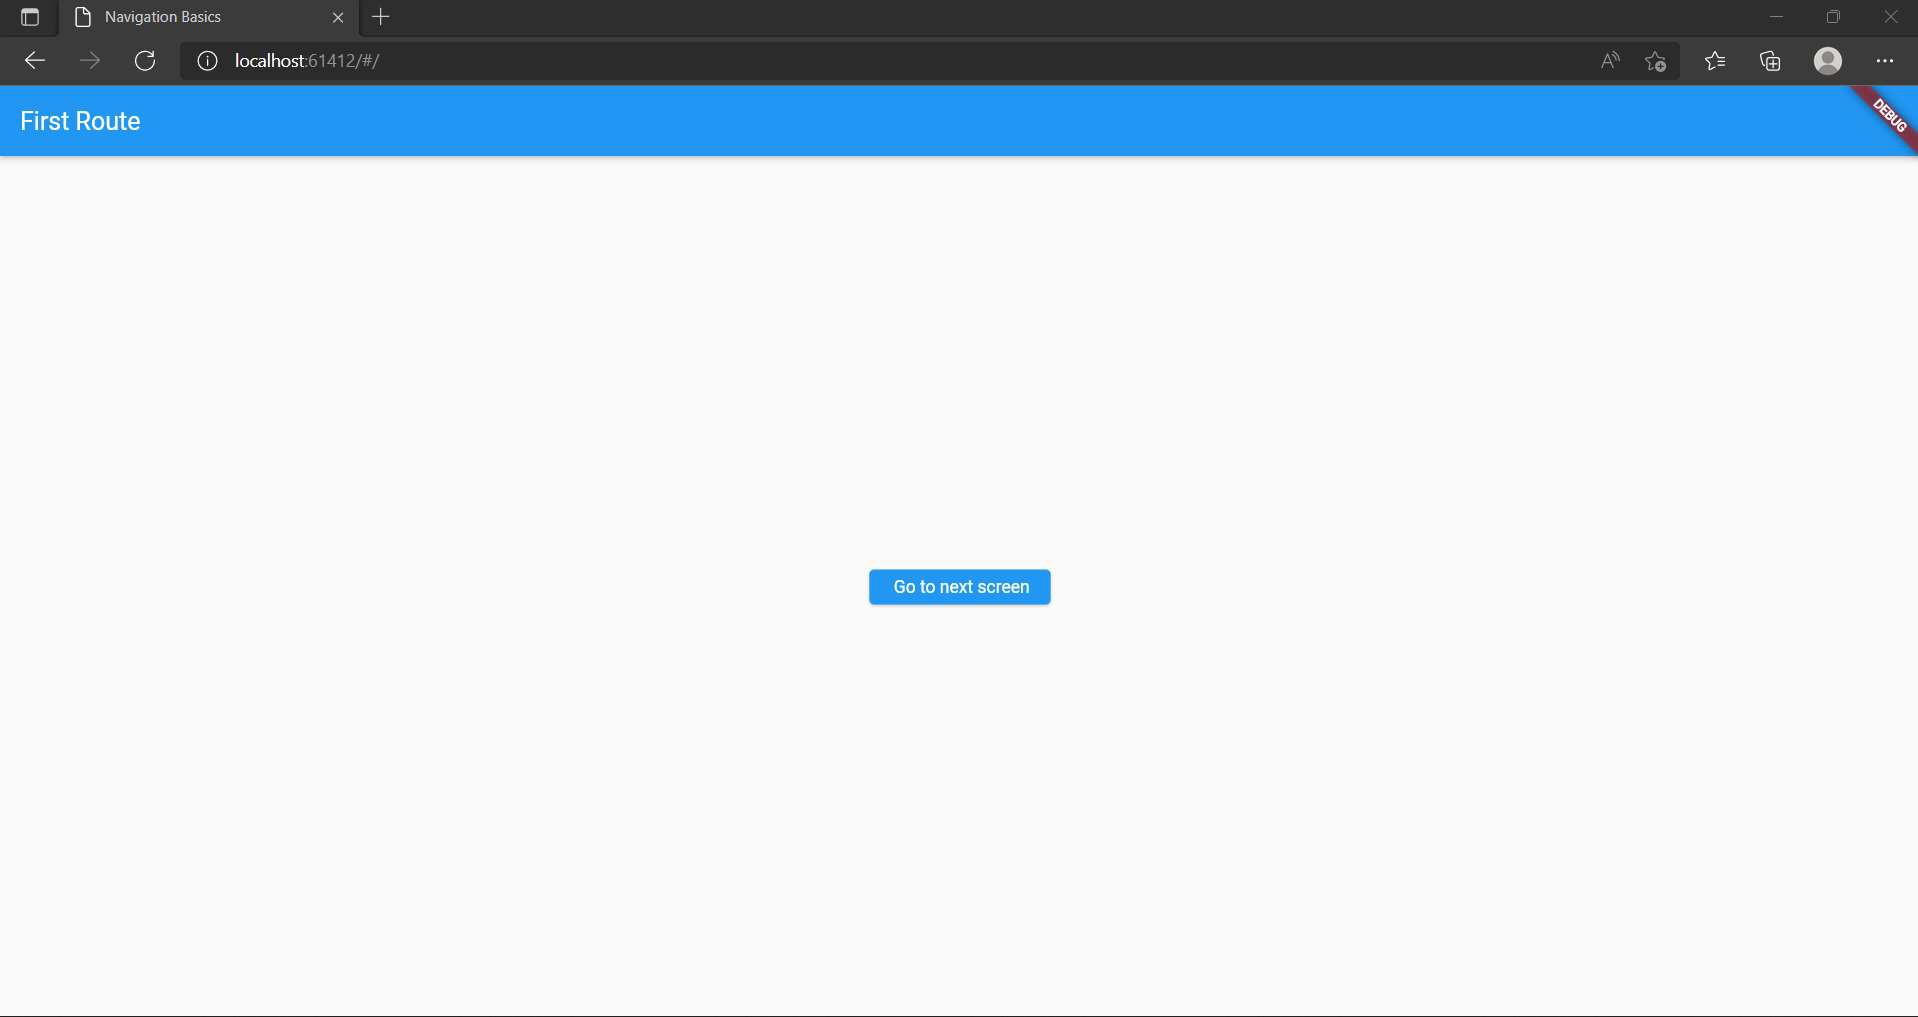 Navigation Basics
localhost:61412/#/
First Route
DEBUG
Go to next screen